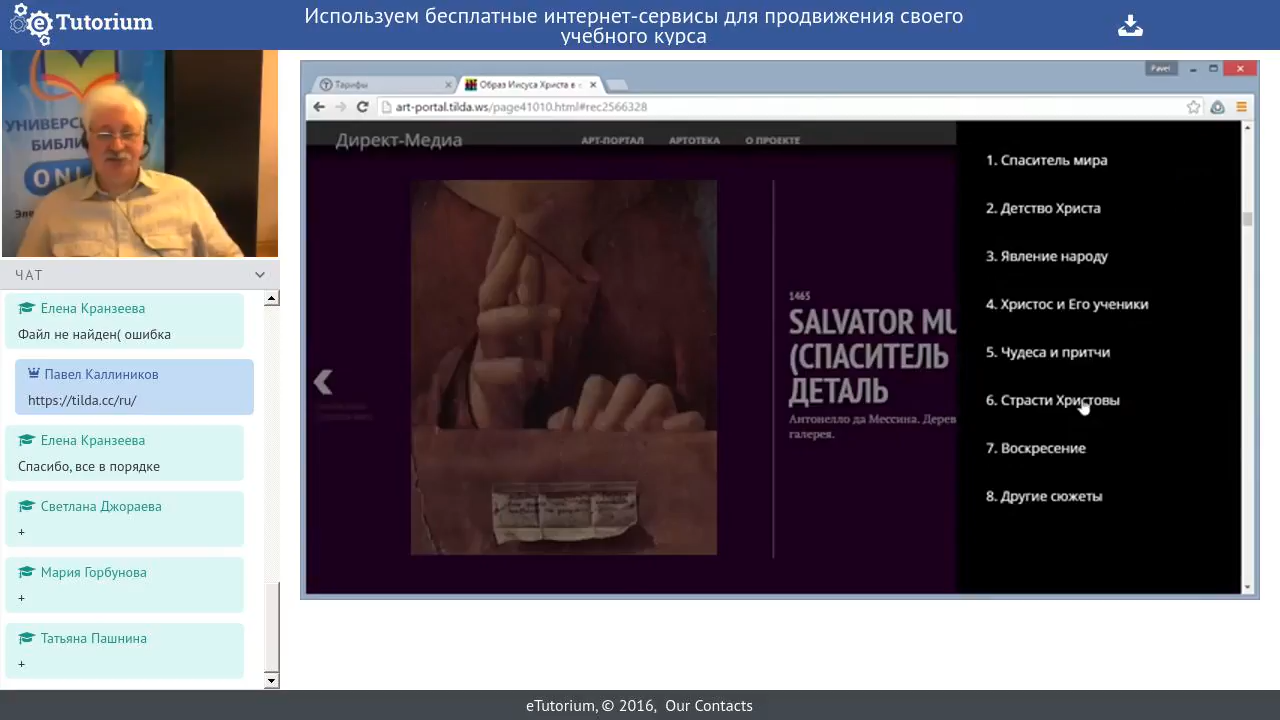 eTutorium
Используем бесплатные интернет-сервисы для продвижения своего
учебного курса
УНИВЕРС
БИБЛИ
ONL
Эле
ЧАТ
Елена Кранзеева
Файл не найден( ошибка
Павел Каллиников
https://tilda.cc/ru/
Елена Кранзеева
Спасибо, все в порядке
Светлана Джораева
+
Мария Горбунова
+
Татьяна Пашнина
+
Тарифы
Образ Иисуса Христа в
Pavel
art-portal.tilda.ws/page41010.html#rec2566328
Директ-Медиа
АРТ-ПОРТАЛ
АРТОТЕКА
О ПРОЕКТЕ
1465
SALVATOR MU
(СПАСИТЕЛЬ
ДЕТАЛЬ
Антонелло да Мессина. Дерев
галерея.
1. Спаситель мира
2. Детство Христа
3. Явление народу
4. Христос и Его ученики
5. Чудеса и притчи
6. Страсти Христовы
7. Воскресение
8. Другие сюжеты
eTutorium, © 2016, Our Contacts